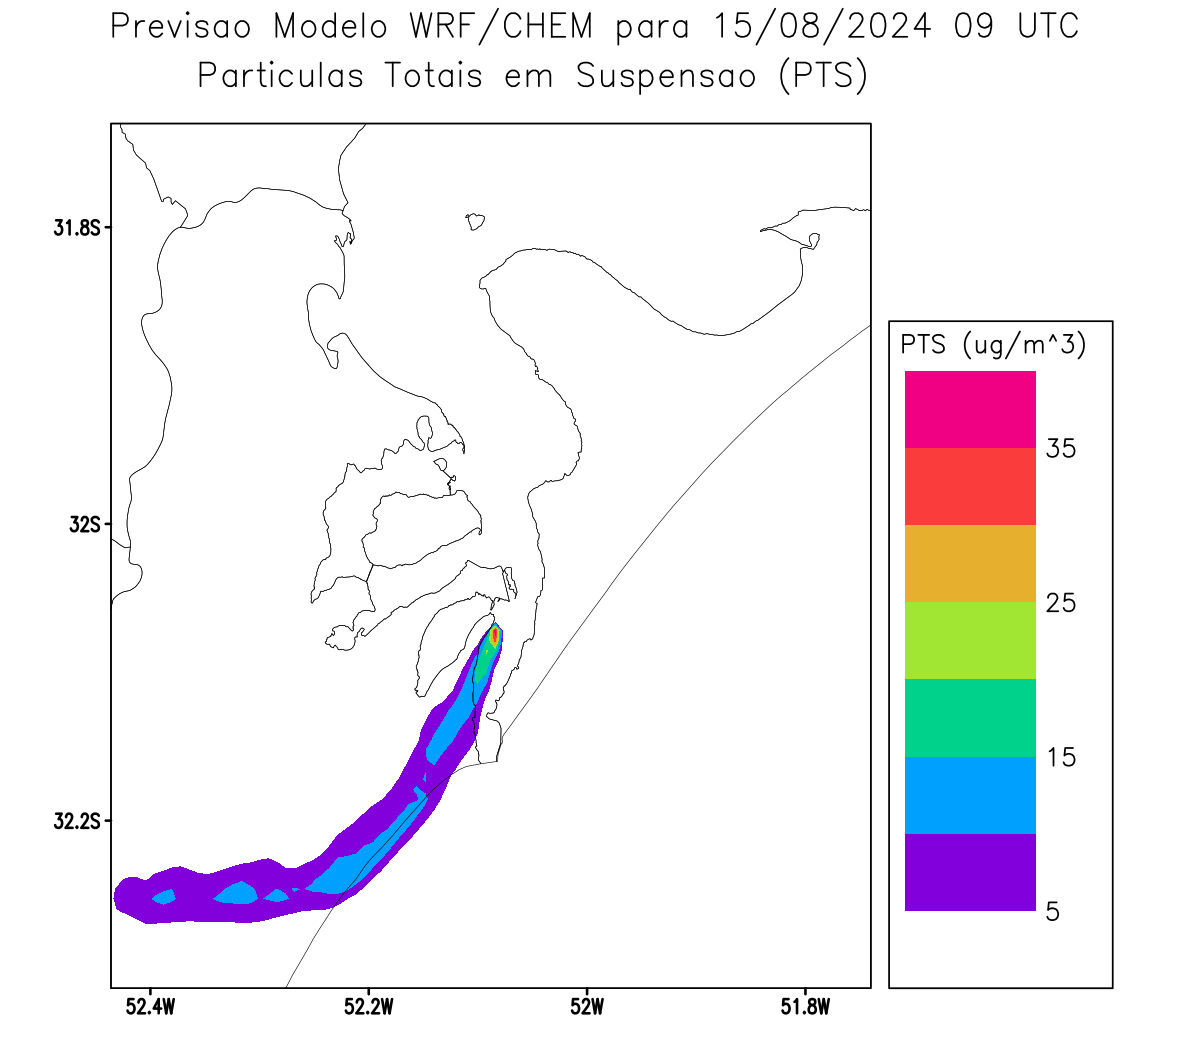 Previsao Modelo WRF/CHEM para 15/08/2024 09 UTC
Particulas Totais em Suspensao (PTS)
31.8S
32S
32.2S
52.4W
52.2W
52W
51.8W
PTS (ug/m^3)
35
25
15
5